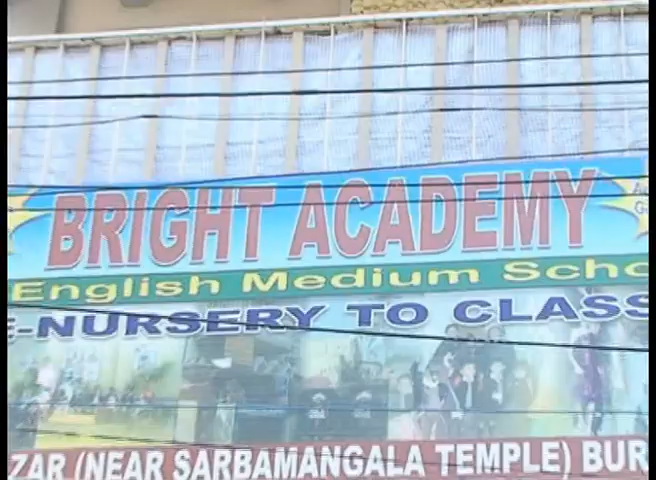 BRIGHT ACADEMY
English Medium Scho
E-NURSERY TO CLASS
ZAR (NEAR SARBAMANGALA TEMPLE) BUR